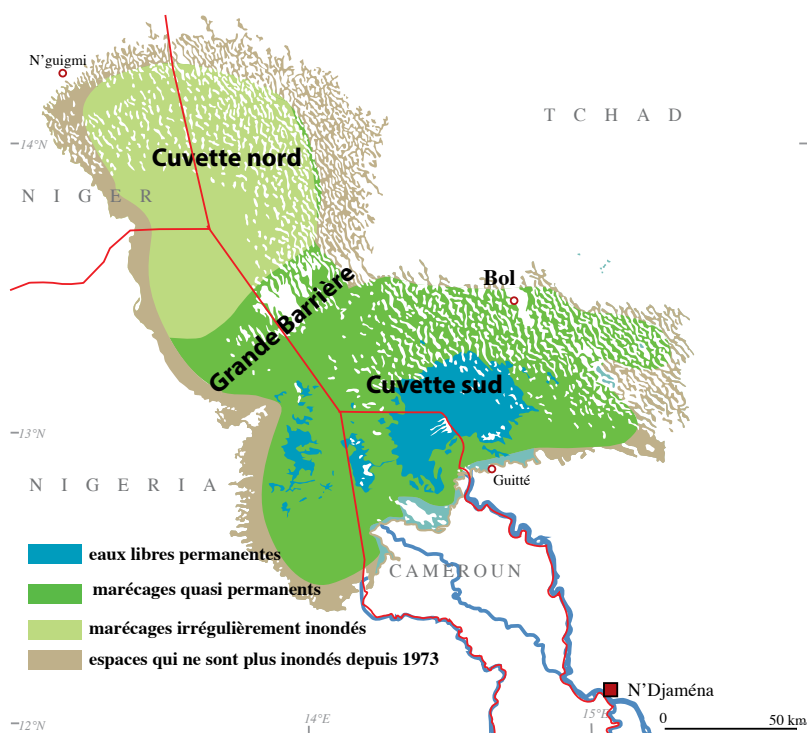 N'guigmi
T C H A D
14°N
Cuvette nord
N I G E R
Bol
Grande Barrière
Cuvette sud
13°N
Guitté
N I G E R I A
eaux libres permanentes
CAMEROUN
marécages quasi permanents
marécages irrégulièrement inondés
espaces qui ne sont plus inondés depuis 1973
N'Djaména
14°E
15°E
0 50 km
12°N